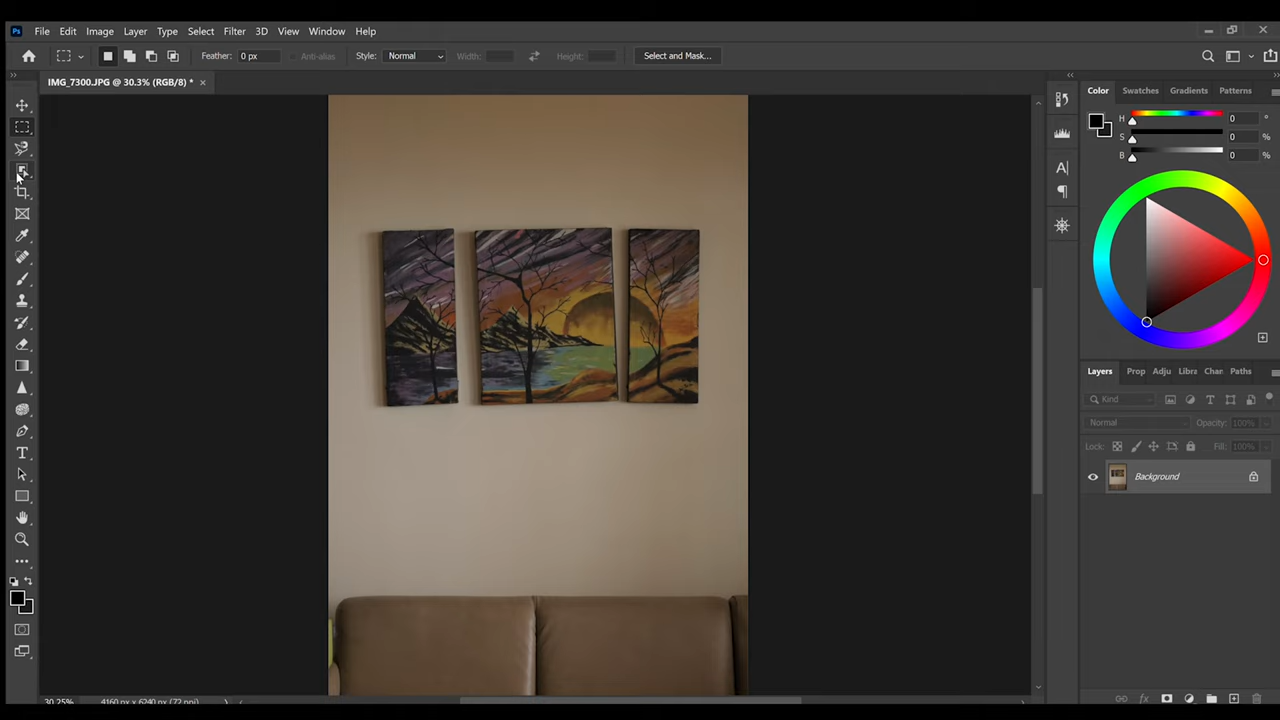 Ps File Edit Image Layer Type Select Filter 3D View Window Help
Feather: 0 px Anti-alias Style: Normal Width: Height: Select and Mask...
IMG_7300.JPG @ 30.3% (RGB/8) * ×
Color Swatches Gradients Patterns
H 0 °
S 0 %
B 0 %
Layers Prop Adju Libra Chan Paths
Kind
Normal Opacity: 100%
Lock: Fill: 100%
Background
30.25% 4160 px x 6240 px (72 ppi)